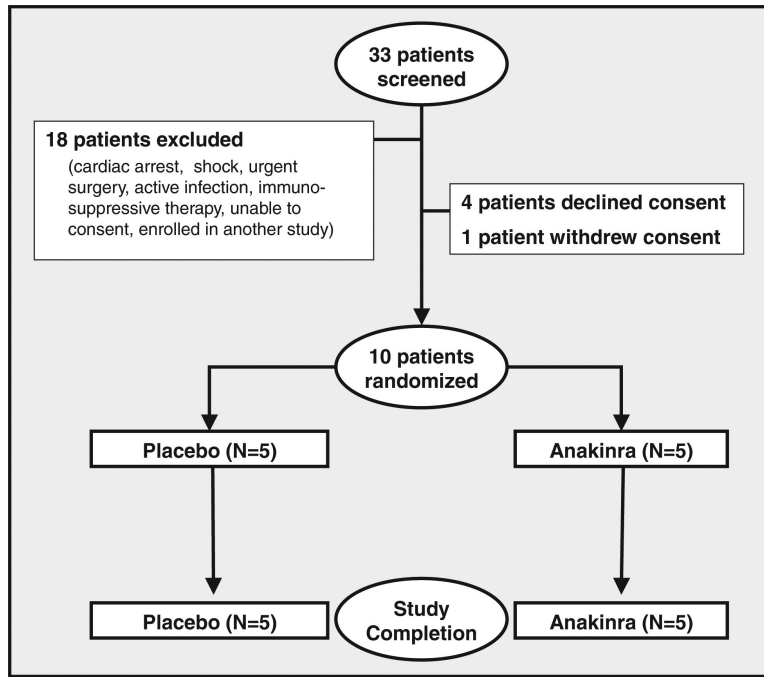 33 patients
screened
18 patients excluded
(cardiac arrest, shock, urgent
surgery, active infection, immuno-
suppressive therapy, unable to
consent, enrolled in another study)
4 patients declined consent
1 patient withdrew consent
10 patients
randomized
Placebo (N=5)
Anakinra (N=5)
Placebo (N=5)
Study
Completion
Anakinra (N=5)